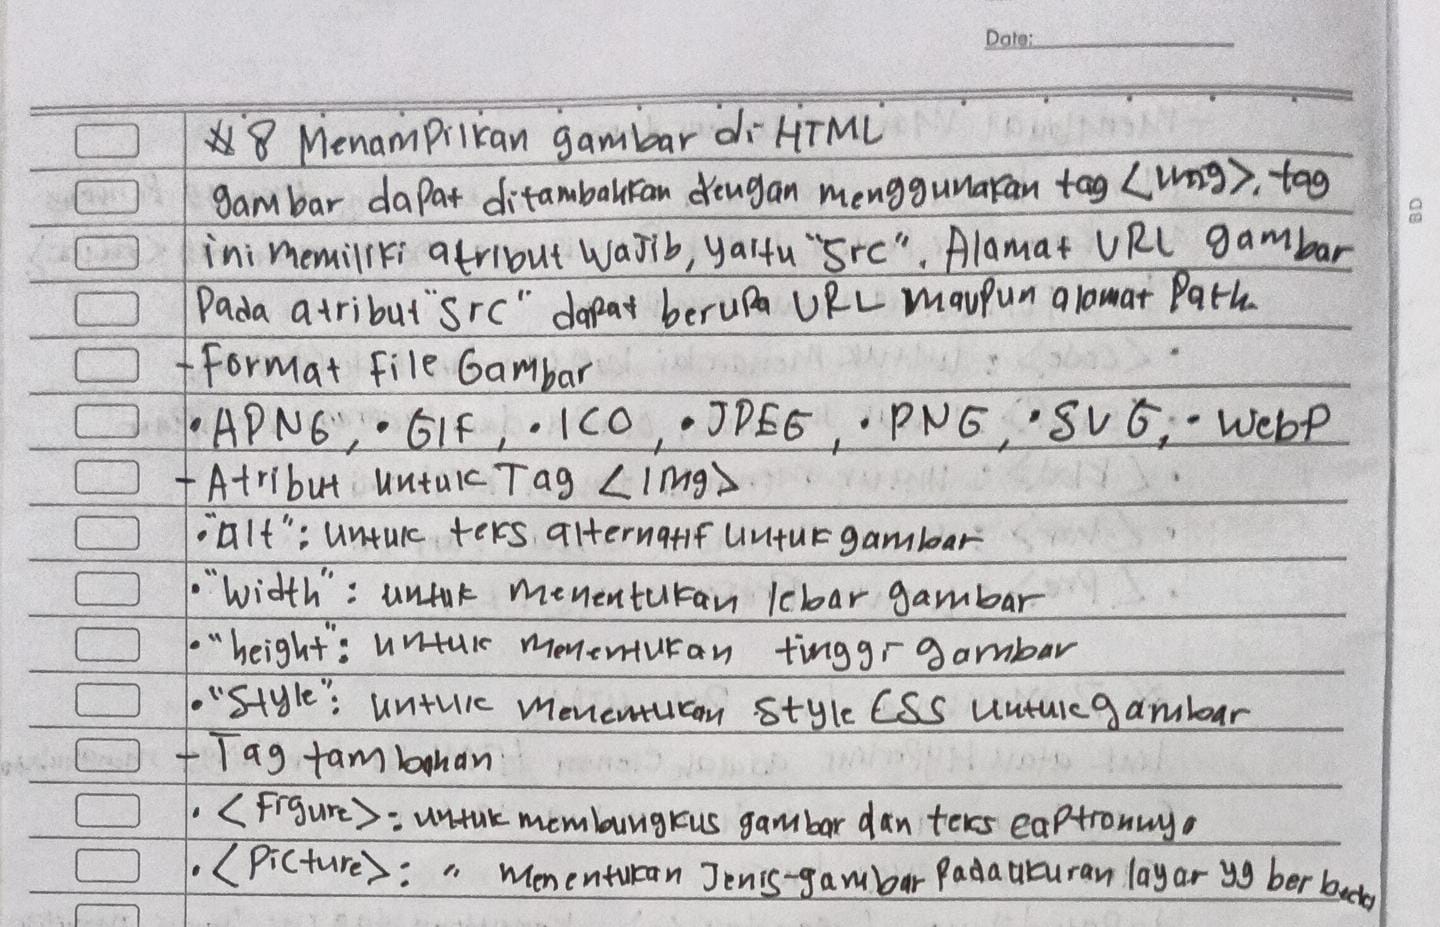 Date:
#8 Menampilkan gambar di HTML
gambar dapat ditambahkan dengan menggunakan tag <img>. tag
ini memiliki atribut wajib, yaitu "src". Alamat URL gambar
Pada atribut "src" dapat berupa URL maupun alamat Path.
- Format File Gambar
• APNG, • GIF, • ICO, • JPEG, • PNG, • SVG, • WebP
- Atribut untuk Tag <Img>
• "alt": untuk teks alternatif untuk gambar
• "width": untuk menentukan lebar gambar
• "height": untuk menentukan tinggi gambar
• "Style": untuk menentukan style CSS untuk gambar
- Tag tambahan
• <Figure>: untuk membungkus gambar dan teks captionnya
• <Picture>: " menentukan Jenis-gambar Pada ukuran layar yg berbeda
BD